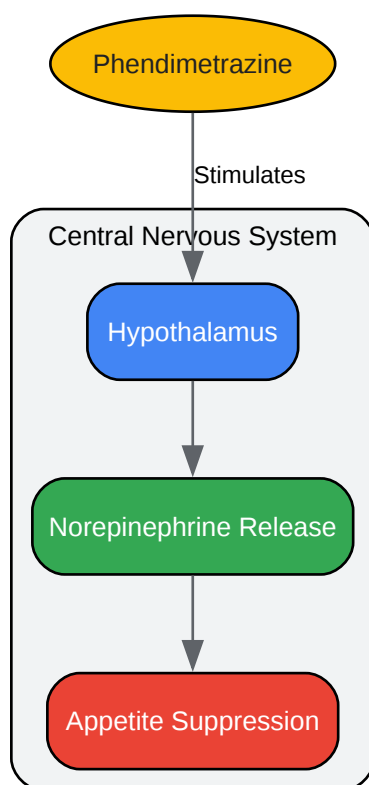 Phendimetrazine
Stimulates
Central Nervous System
Hypothalamus
Norepinephrine Release
Appetite Suppression